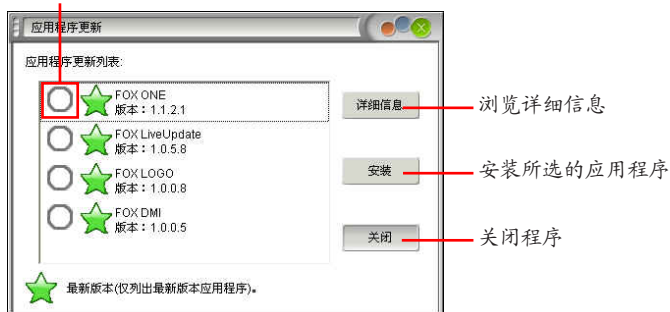 应用程序更新
应用程序更新列表:
FOX ONE
版本：1.1.2.1
详细信息
浏览详细信息
FOX LiveUpdate
版本：1.0.5.8
FOX LOGO
版本：1.0.0.8
安装
安装所选的应用程序
FOX DMI
版本：1.0.0.5
关闭
关闭程序
最新版本(仅列出最新版本应用程序)。